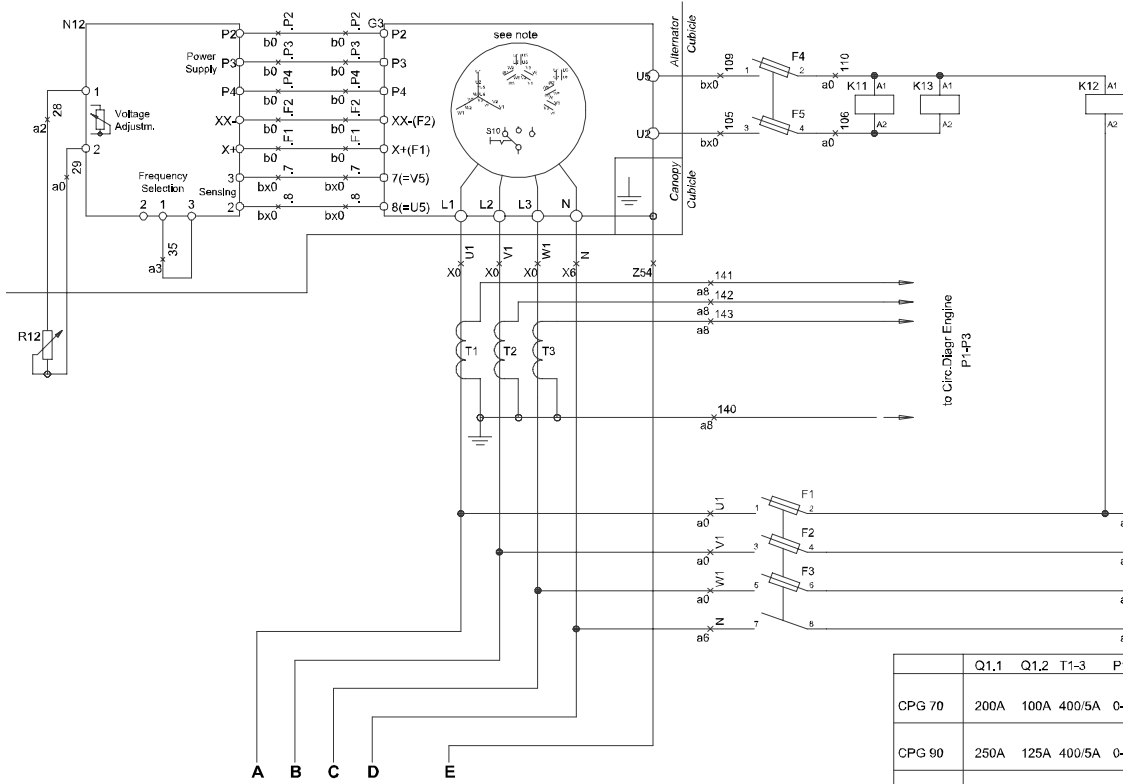 N12
P2
Power
Supply
P3
P4
XX-
X+
3
Sensing
2
1
Voltage
Adjustm.
2
Frequency
Selection
2 1 3
28
a2
29
a0
35
a3
R12
b0 .P2 b0 .P2
b0 .P3 b0 .P3
b0 .P4 b0 .P4
b0 .F2 b0 .F2
b0 .F1 b0 .F1
bx0 .7 bx0 .7
bx0 .8 bx0 .8
G3
P2
P3
P4
XX-(F2)
X+(F1)
7(=V5)
8(=U5)
see note
S10
U5
U2
L1 L2 L3 N
Alternator
Cubicle
Canopy
Cubicle
bx0 109 1 F4 2 a0 110
bx0 105 3 F5 4 a0 106
K11 A1 A2
K13 A1 A2
K12 A1 A2
X0 U1
X0 V1
X0 W1
X6 N
Z54
a8 141
a8 142
a8 143
a8 140
to Circ.Diagr Engine
P1-P3
T1 T2 T3
a0 U1 1 F1 2 a
a0 V1 3 F2 4 a
a0 W1 5 F3 6 a
a6 N 7 8 a
A B C D E
Q1.1 Q1.2 T1-3 P
CPG 70 200A 100A 400/5A 0-
CPG 90 250A 125A 400/5A 0-